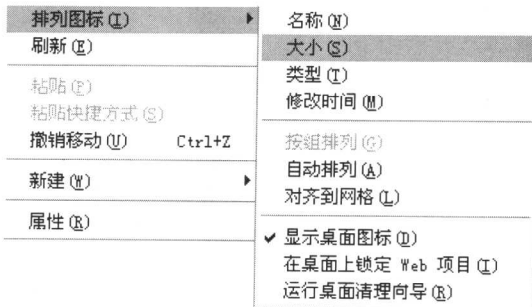 排列图标(I)
刷新(E)
粘贴(P)
粘贴快捷方式(S)
撤销移动(U) Ctrl+Z
新建(W)
属性(R)
名称(N)
大小(S)
类型(T)
修改时间(M)
按组排列(G)
自动排列(A)
对齐到网格(L)
✓ 显示桌面图标(D)
在桌面上锁定 Web 项目(I)
运行桌面清理向导(R)